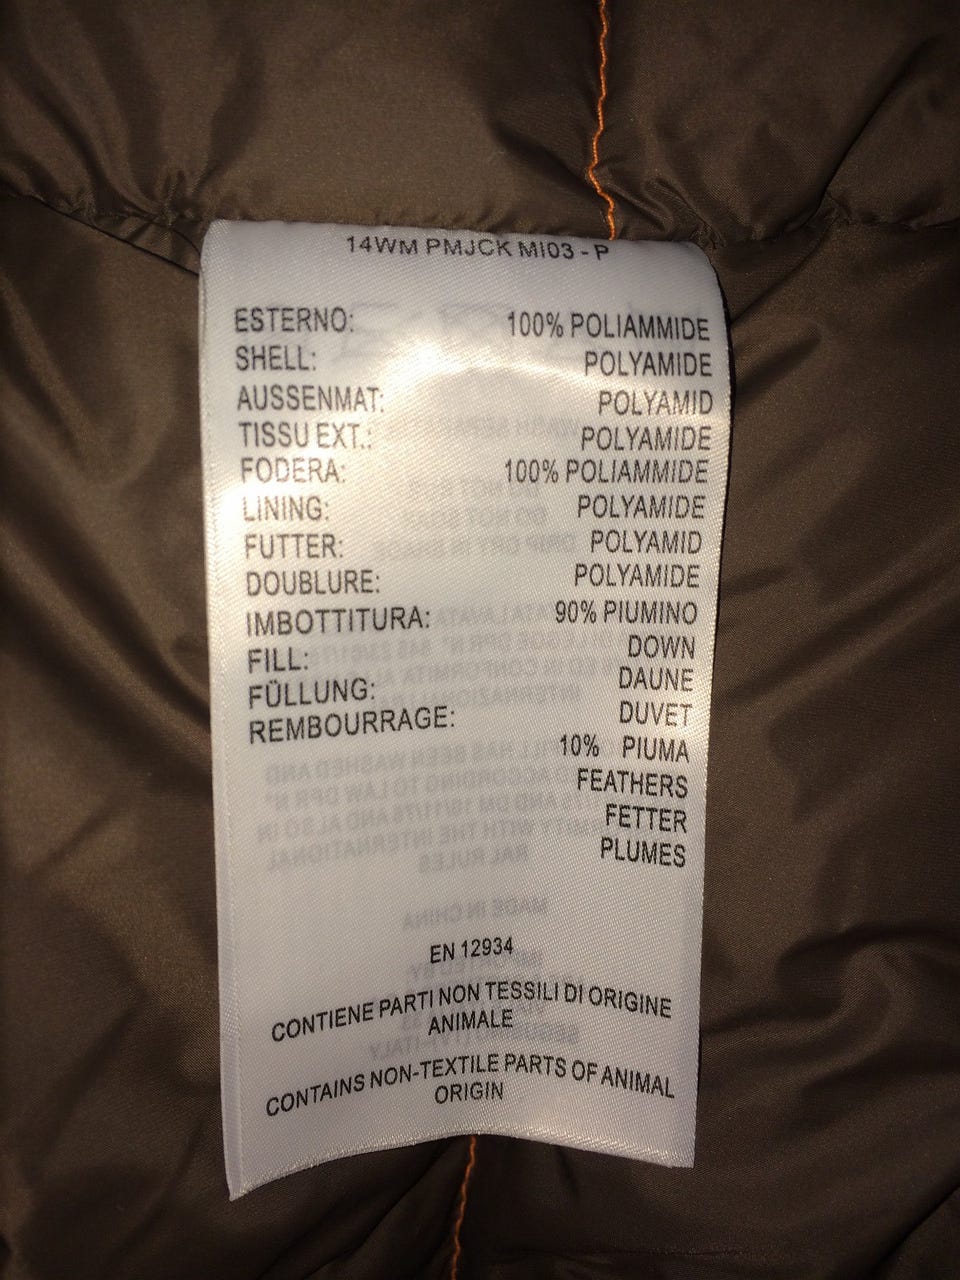 14WM PMJCK MI03 - P
ESTERNO: 100% POLIAMMIDE
SHELL: POLYAMIDE
AUSSENMAT: POLYAMID
TISSU EXT.: POLYAMIDE
FODERA: 100% POLIAMMIDE
LINING: POLYAMIDE
FUTTER: POLYAMID
DOUBLURE: POLYAMIDE
IMBOTTITURA: 90% PIUMINO
FILL: DOWN
FÜLLUNG: DAUNE
REMBOURRAGE: DUVET
10% PIUMA
FEATHERS
FETTER
PLUMES
EN 12934
CONTIENE PARTI NON TESSILI DI ORIGINE
ANIMALE
CONTAINS NON-TEXTILE PARTS OF ANIMAL
ORIGIN